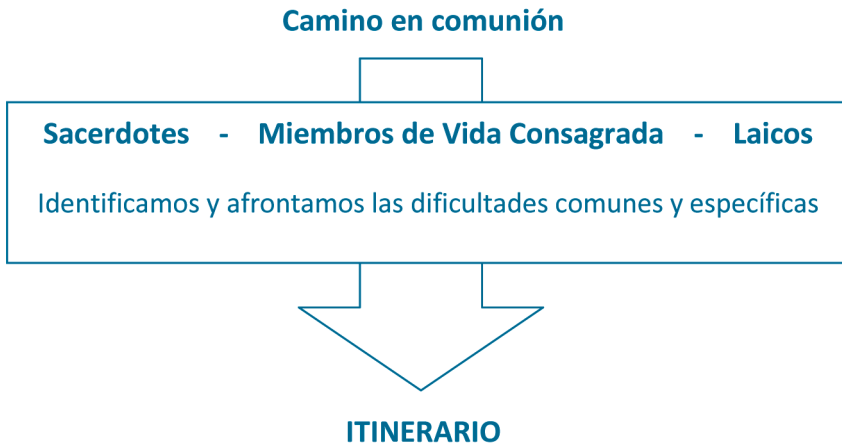 Camino en comunión
Sacerdotes - Miembros de Vida Consagrada - Laicos
Identificamos y afrontamos las dificultades comunes y específicas
ITINERARIO